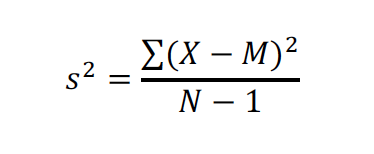 s² = ∑(X − M)² / N − 1